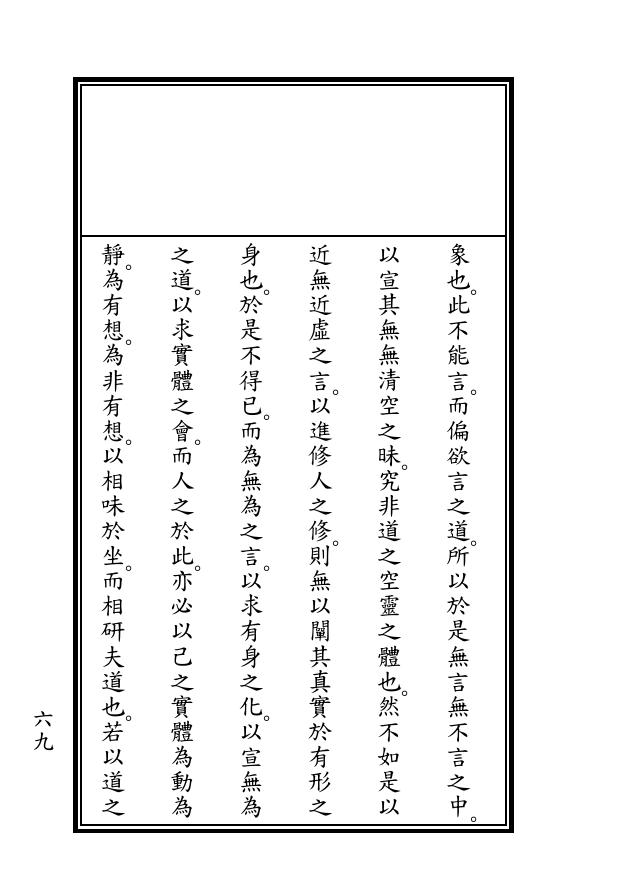 象也。此不能言。而偏欲言之道。所以於是無言無不言之中。
以宣其無無清空之昧。究非道之空靈之體也。然不如是以
近無近虛之言。以進修人之修。則無以闡其真實於有形之
身也。於是不得已。而為無為之言。以求有身之化。以宣無為
之道。以求實體之會。而人之於此。亦必以己之實體為動為
靜。為有想。為非有想。以相味於坐。而相研夫道也。若以道之
六九